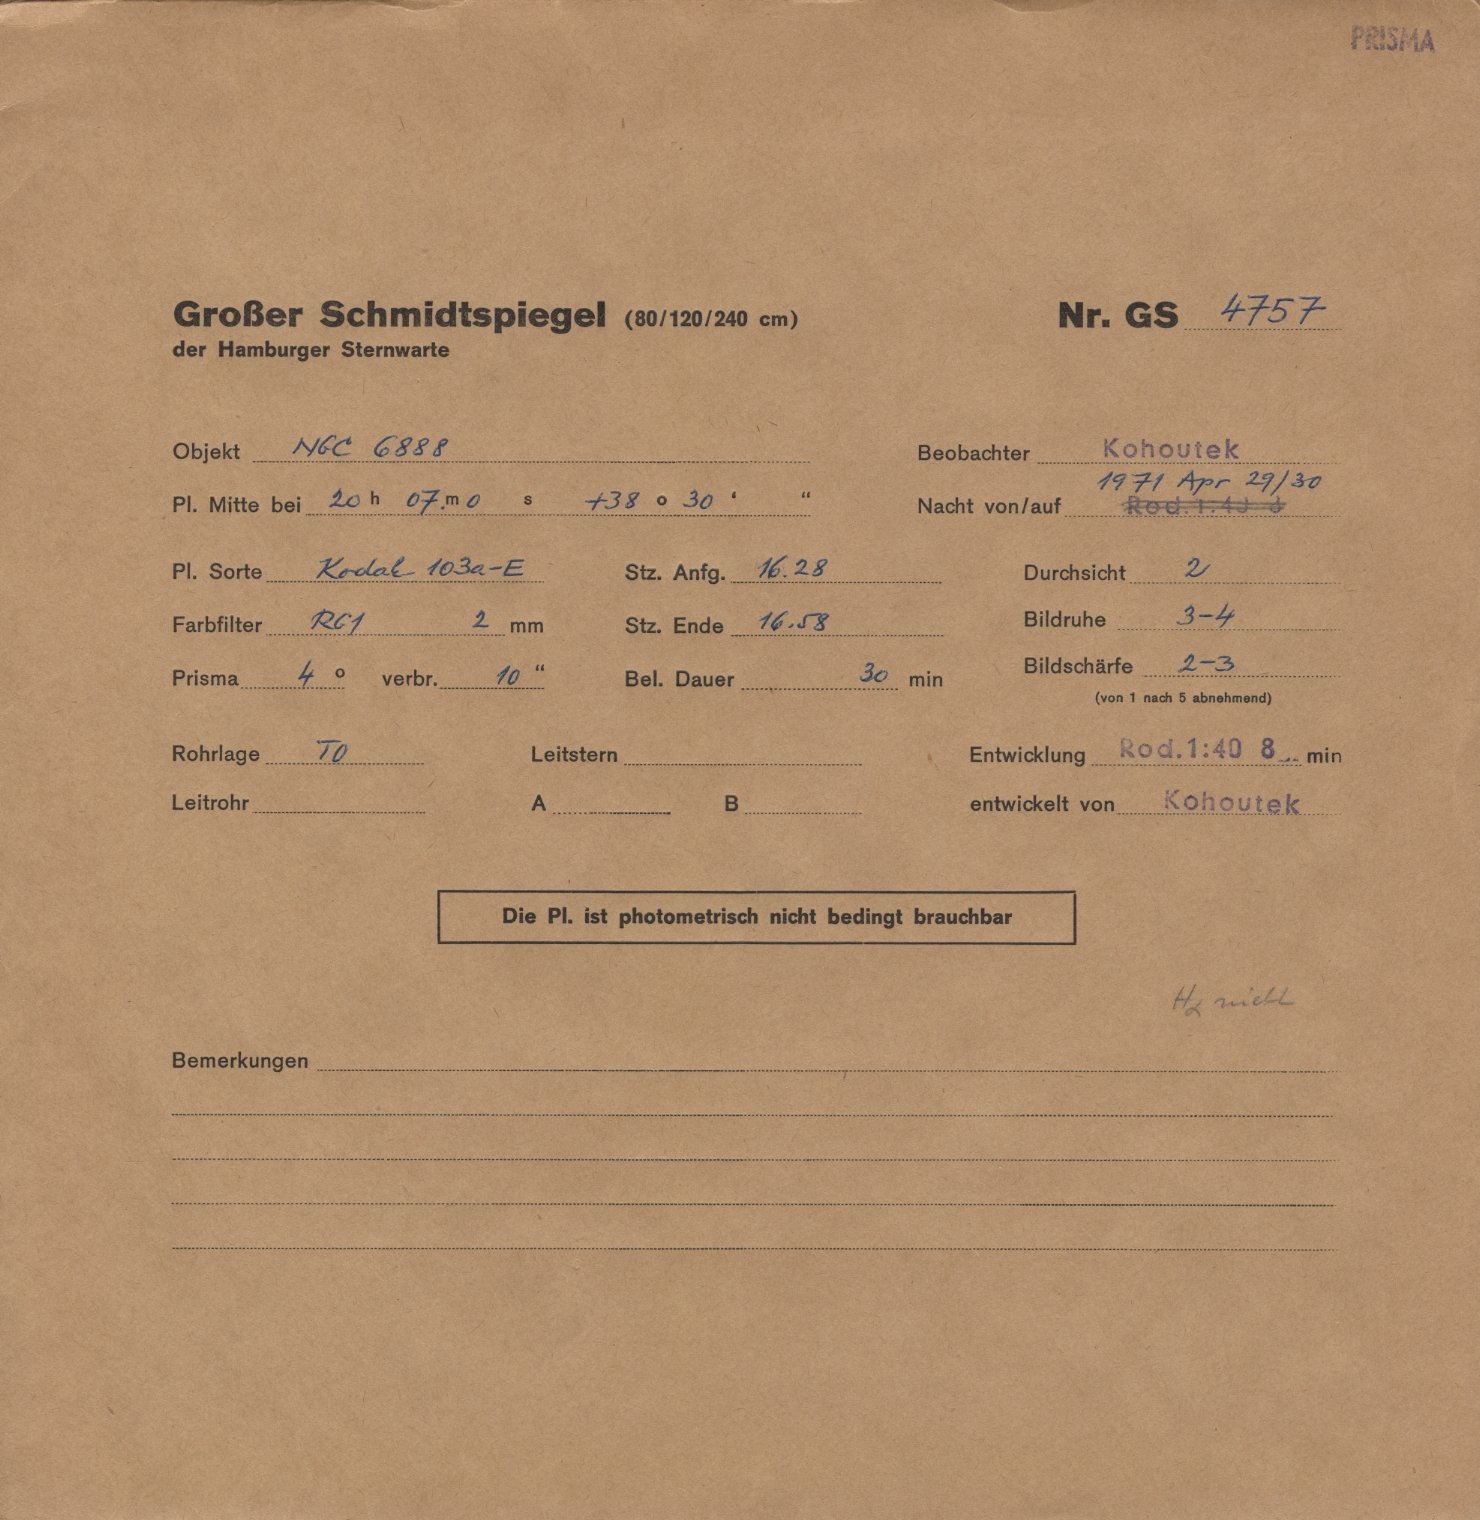 PRISMA
Großer Schmidtspiegel (80/120/240 cm) Nr. GS 4757
der Hamburger Sternwarte
Objekt NGC 6888 Beobachter Kohoutek
Pl. Mitte bei 20 h 07. m 0 s +38 o 30 ‘ “ Nacht von/auf 1971 Apr 29/30
Rod. 1:40 8
Pl. Sorte Kodak 103a-E Stz. Anfg. 16.28 Durchsicht 2
Farbfilter RG1 2 mm Stz. Ende 16.58 Bildruhe 3-4
Prisma 4 o verbr. 10 “ Bel. Dauer 30 min Bildschärfe 2-3
(von 1 nach 5 abnehmend)
Rohrlage TO Leitstern Entwicklung Rod. 1:40 8 min
Leitrohr A B entwickelt von Kohoutek
Die Pl. ist photometrisch nicht bedingt brauchbar
Hα nicht
Bemerkungen